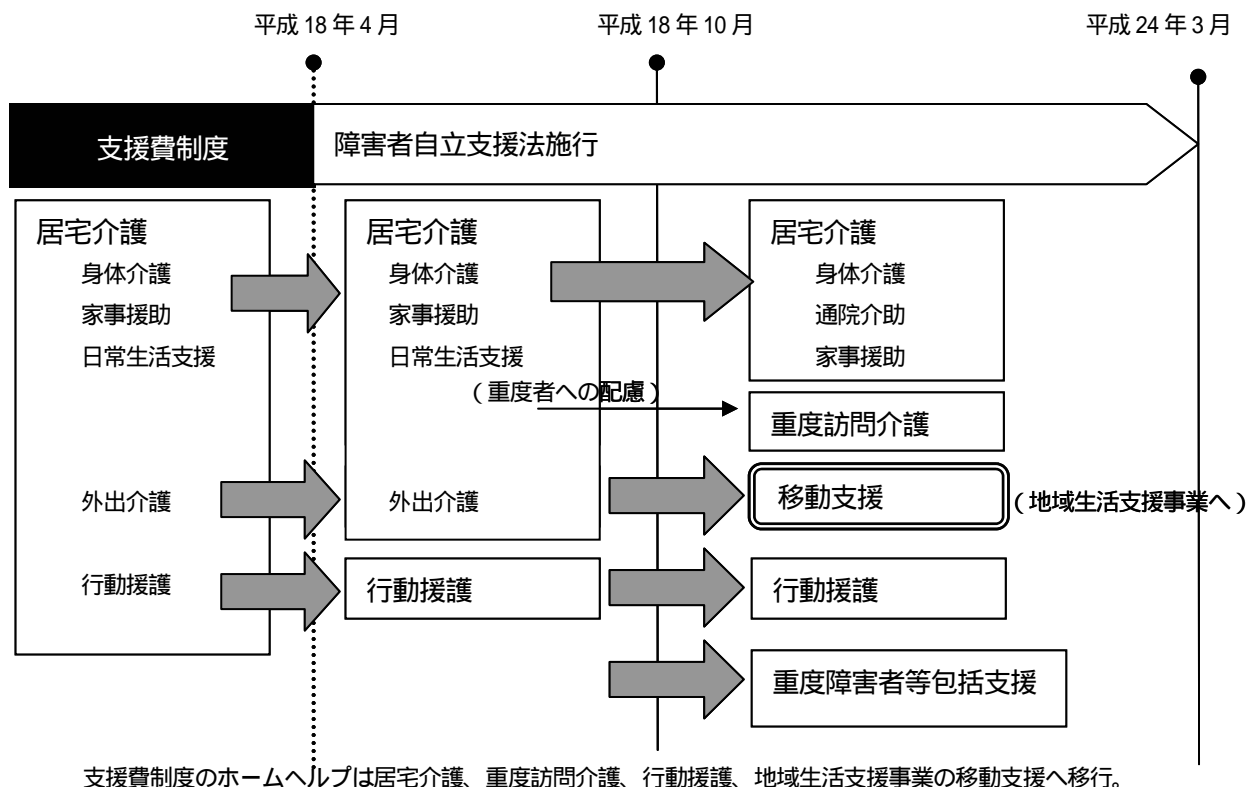 平成 18 年 4 月
平成 18 年 10 月
平成 24 年 3 月
支援費制度
障害者自立支援法施行
居宅介護
身体介護
家事援助
日常生活支援
外出介護
行動援護
居宅介護
身体介護
家事援助
日常生活支援
(重度者への配慮)
外出介護
行動援護
居宅介護
身体介護
通院介助
家事援助
重度訪問介護
移動支援
(地域生活支援事業へ)
行動援護
重度障害者等包括支援
支援費制度のホームヘルプは居宅介護、重度訪問介護、行動援護、地域生活支援事業の移動支援へ移行。